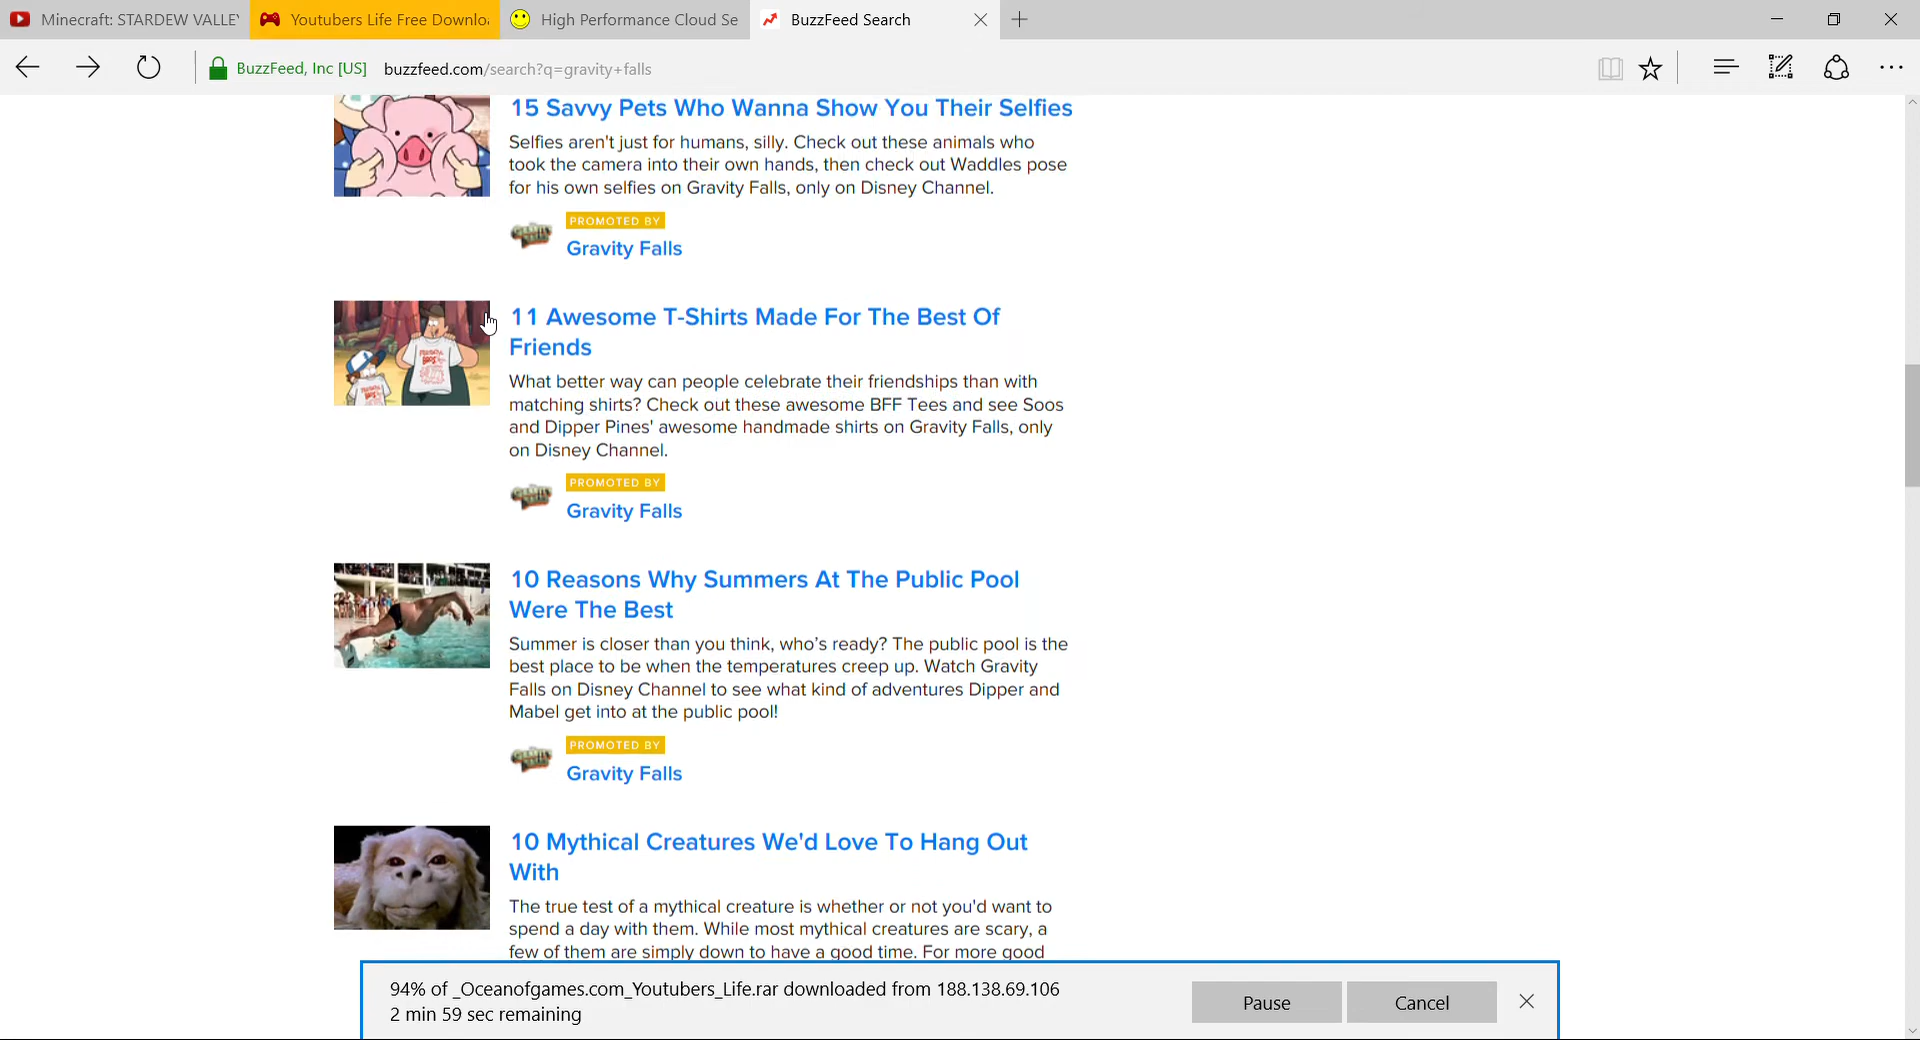 Minecraft: STARDEW VALLEY
Youtubers Life Free Downlo
High Performance Cloud Se
BuzzFeed Search
BuzzFeed, Inc [US] buzzfeed.com/search?q=gravity+falls
15 Savvy Pets Who Wanna Show You Their Selfies
Selfies aren't just for humans, silly. Check out these animals who
took the camera into their own hands, then check out Waddles pose
for his own selfies on Gravity Falls, only on Disney Channel.
PROMOTED BY
Gravity Falls
11 Awesome T-Shirts Made For The Best Of
Friends
What better way can people celebrate their friendships than with
matching shirts? Check out these awesome BFF Tees and see Soos
and Dipper Pines' awesome handmade shirts on Gravity Falls, only
on Disney Channel.
PROMOTED BY
Gravity Falls
10 Reasons Why Summers At The Public Pool
Were The Best
Summer is closer than you think, who's ready? The public pool is the
best place to be when the temperatures creep up. Watch Gravity
Falls on Disney Channel to see what kind of adventures Dipper and
Mabel get into at the public pool!
PROMOTED BY
Gravity Falls
10 Mythical Creatures We'd Love To Hang Out
With
The true test of a mythical creature is whether or not you'd want to
spend a day with them. While most mythical creatures are scary, a
few of them are simply down to have a good time. For more good
94% of _Oceanofgames.com_Youtubers_Life.rar downloaded from 188.138.69.106
2 min 59 sec remaining
Pause
Cancel